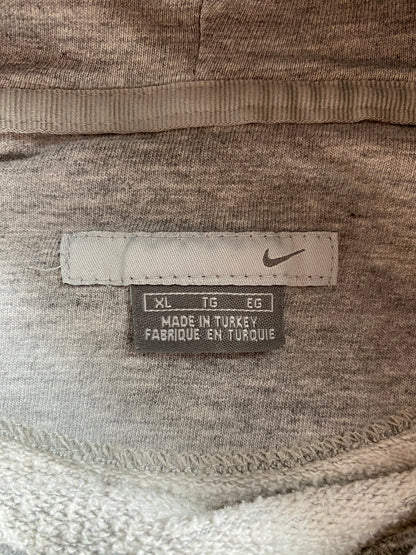 XL TG EG
MADE IN TURKEY
FABRIQUE EN TURQUIE